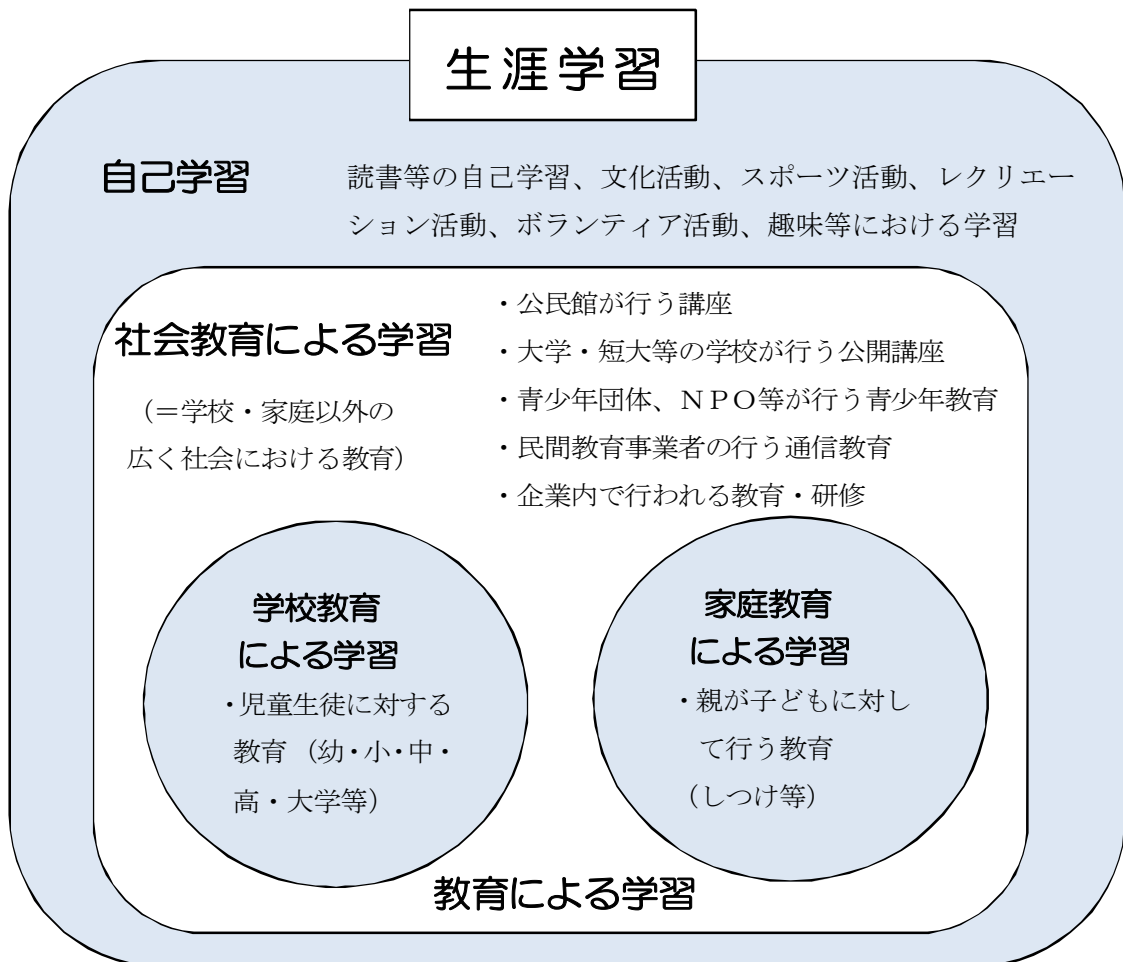 生涯学習
自己学習
読書等の自己学習、文化活動、スポーツ活動、レクリエー
ション活動、ボランティア活動、趣味等における学習
社会教育による学習
（＝学校・家庭以外の
広く社会における教育）
・公民館が行う講座
・大学・短大等の学校が行う公開講座
・青少年団体、ＮＰＯ等が行う青少年教育
・民間教育事業者の行う通信教育
・企業内で行われる教育・研修
学校教育
による学習
・児童生徒に対する
教育（幼・小・中・
高・大学等）
家庭教育
による学習
・親が子どもに対し
て行う教育
（しつけ等）
教育による学習